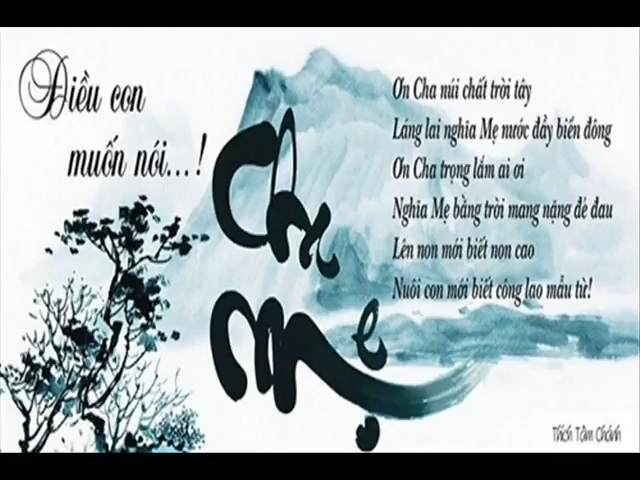 Điều con
muốn nói...!
Cha
Mẹ
Ơn Cha núi chất trời tây
Láng lai nghĩa Mẹ nước đầy biển đông
Ơn Cha trọng lắm ai ơi
Nghĩa Mẹ bằng trời mang nặng đẻ đau
Lên non mới biết non cao
Nuôi con mới biết công lao mẫu từ!
Thích Tâm Chánh